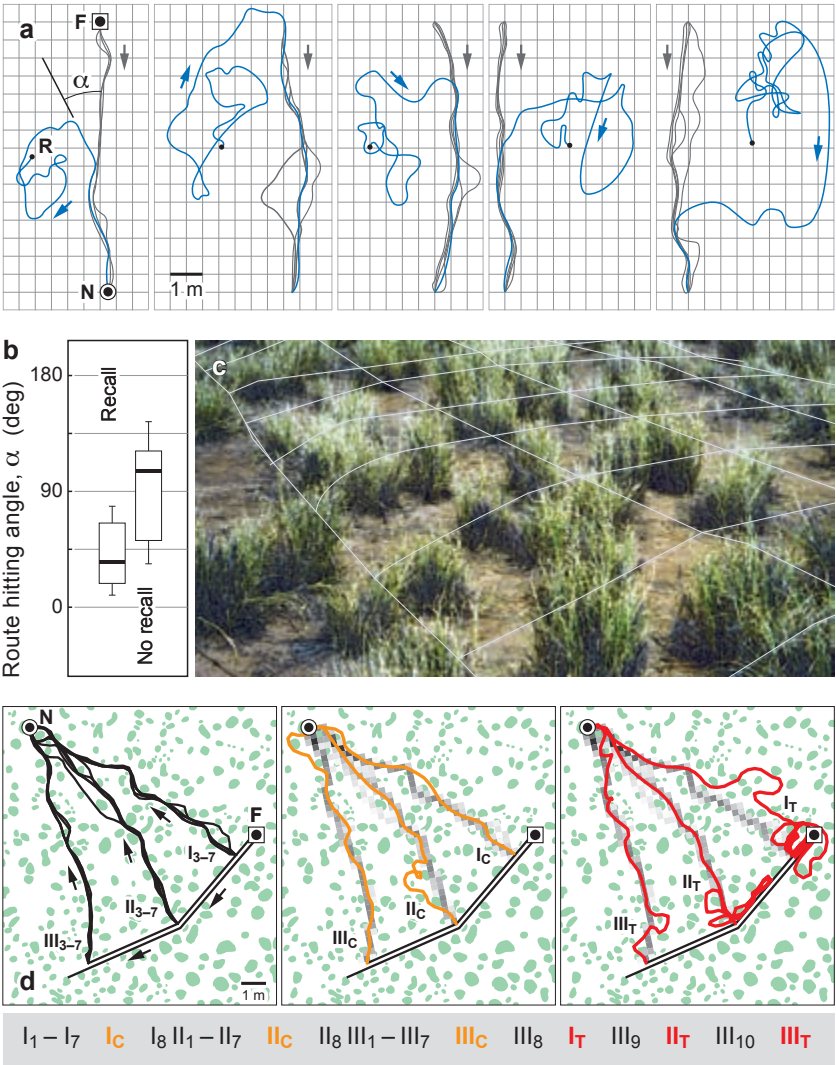 a
F
α
R
N
1 m
b
Route hitting angle, α (deg)
180
90
0
Recall
No recall
c
N
F
I3–7
II3–7
III3–7
d
1 m
IC
IIC
IIIC
IT
IIT
IIIT
I1 – I7 IC I8 II1 – II7 IIC II8 III1 – III7 IIIC III8 IT III9 IIT III10 IIIT